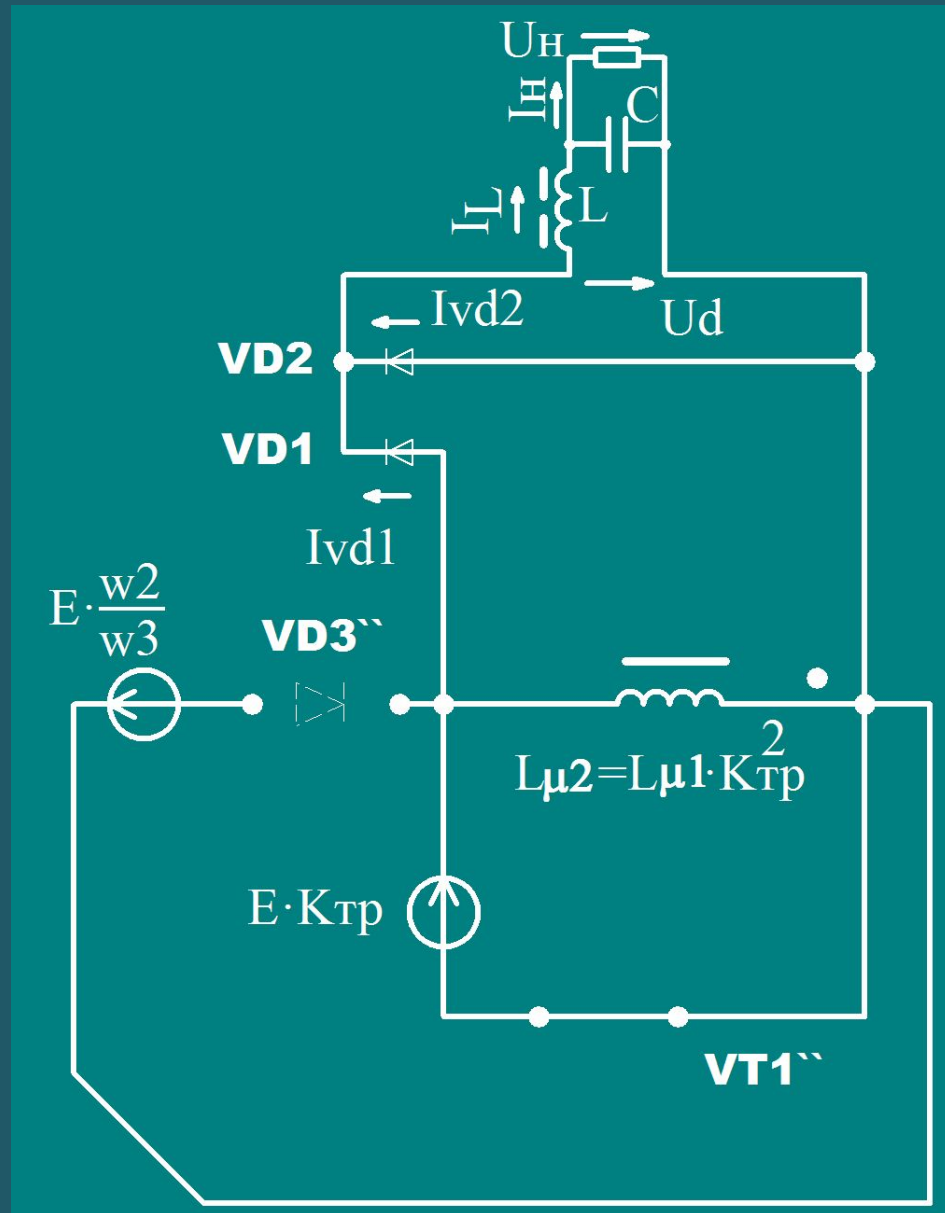 Uн
Iн
C
IL
L
Ivd2
Ud
VD2
VD1
Ivd1
E·w2/w3
VD3``
Lμ2=Lμ1·Kтр²
E·Kтр
VT1``